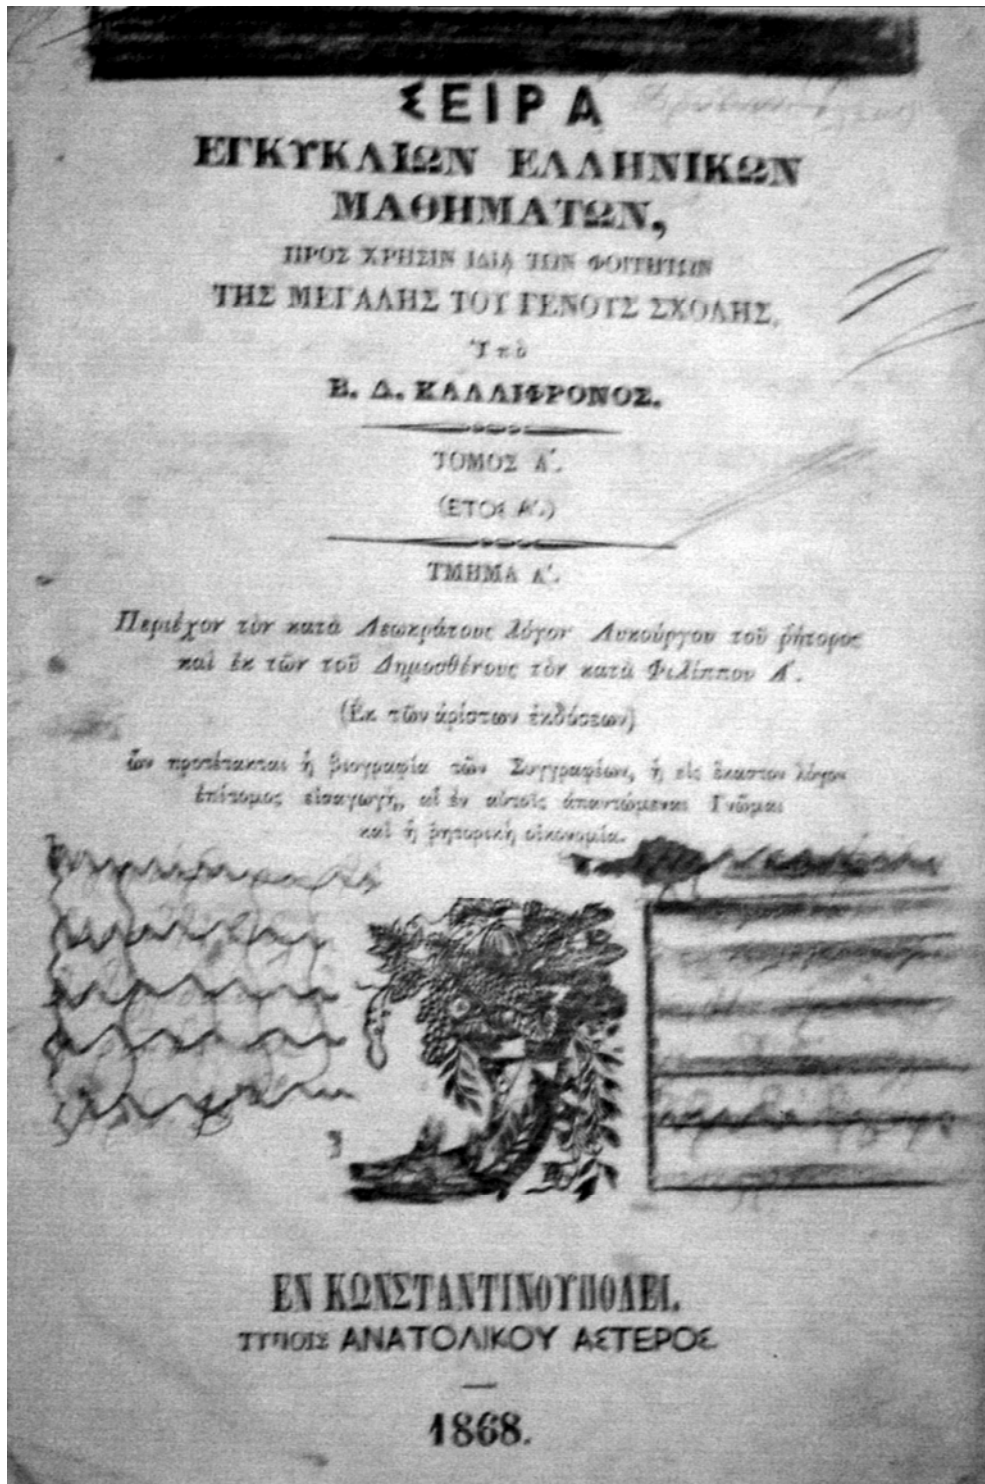 ΣΕΙΡΑ
ΕΓΚΥΚΛΙΩΝ ΕΛΛΗΝΙΚΩΝ
ΜΑΘΗΜΑΤΩΝ,
ΠΡΟΣ ΧΡΗΣΙΝ ΙΔΙᾼ ΤΩΝ ΦΟΙΤΗΤΩΝ
ΤΗΣ ΜΕΓΑΛΗΣ ΤΟΥ ΓΕΝΟΥΣ ΣΧΟΛΗΣ,
Ὑπὸ
Β. Δ. ΚΑΛΛΙΦΡΟΝΟΣ.
ΤΟΜΟΣ Α΄.
(ΕΤΟΣ Α΄.)
ΤΜΗΜΑ Α΄.
Περιέχον τὸν κατὰ Λεωκράτους λόγον Λυκούργου τοῦ ῥήτορος
καὶ ἐκ τῶν τοῦ Δημοσθένους τὸν κατὰ Φιλίππου Α΄.
(Ἐκ τῶν ἀρίστων ἐκδόσεων)
ὧν προτέτακται ἡ βιογραφία τῶν Συγγραφέων, ἡ εἰς ἕκαστον λόγον
ἐπίτομος εἰσαγωγή, αἱ ἐν αὐτοῖς ἀπαντώμεναι Γνῶμαι
καὶ ἡ ῥητορικὴ οἰκονομία.
ΕΝ ΚΩΝΣΤΑΝΤΙΝΟΥΠΟΛΕΙ.
ΤΥΠΟΙΣ ΑΝΑΤΟΛΙΚΟΥ ΑΣΤΕΡΟΣ
1868.